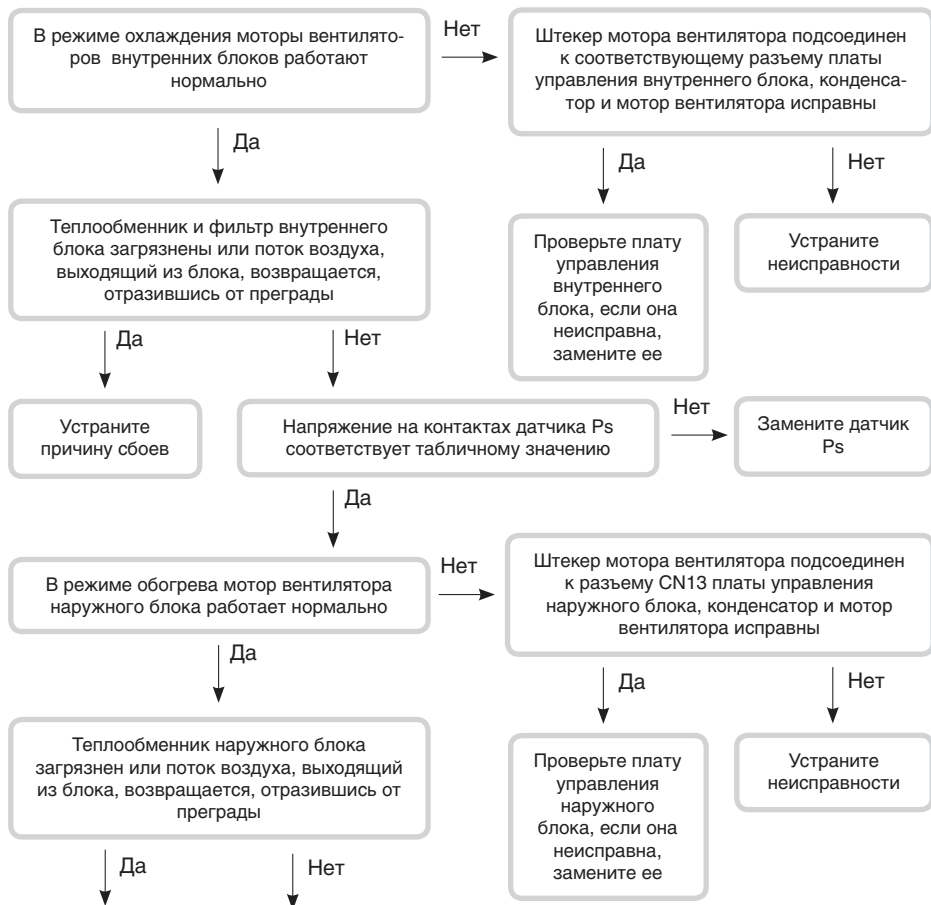 В режиме охлаждения моторы вентилято-
ров внутренних блоков работают
нормально
Нет
Штекер мотора вентилятора подсоединен
к соответствующему разъему платы
управления внутреннего блока, конденса-
тор и мотор вентилятора исправны
Да
Да
Нет
Теплообменник и фильтр внутреннего
блока загрязнены или поток воздуха,
выходящий из блока, возвращается,
отразившись от преграды
Проверьте плату
управления
внутреннего
блока, если она
неисправна,
замените ее
Устраните
неисправности
Да
Нет
Устраните
причину сбоев
Напряжение на контактах датчика Ps
соответствует табличному значению
Нет
Замените датчик
Ps
Да
В режиме обогрева мотор вентилятора
наружного блока работает нормально
Нет
Штекер мотора вентилятора подсоединен
к разъему CN13 платы управления
наружного блока, конденсатор и мотор
вентилятора исправны
Да
Да
Нет
Теплообменник наружного блока
загрязнен или поток воздуха, выходящий
из блока, возвращается, отразившись от
преграды
Проверьте плату
управления
наружного
блока, если она
неисправна,
замените ее
Устраните
неисправности
Да
Нет